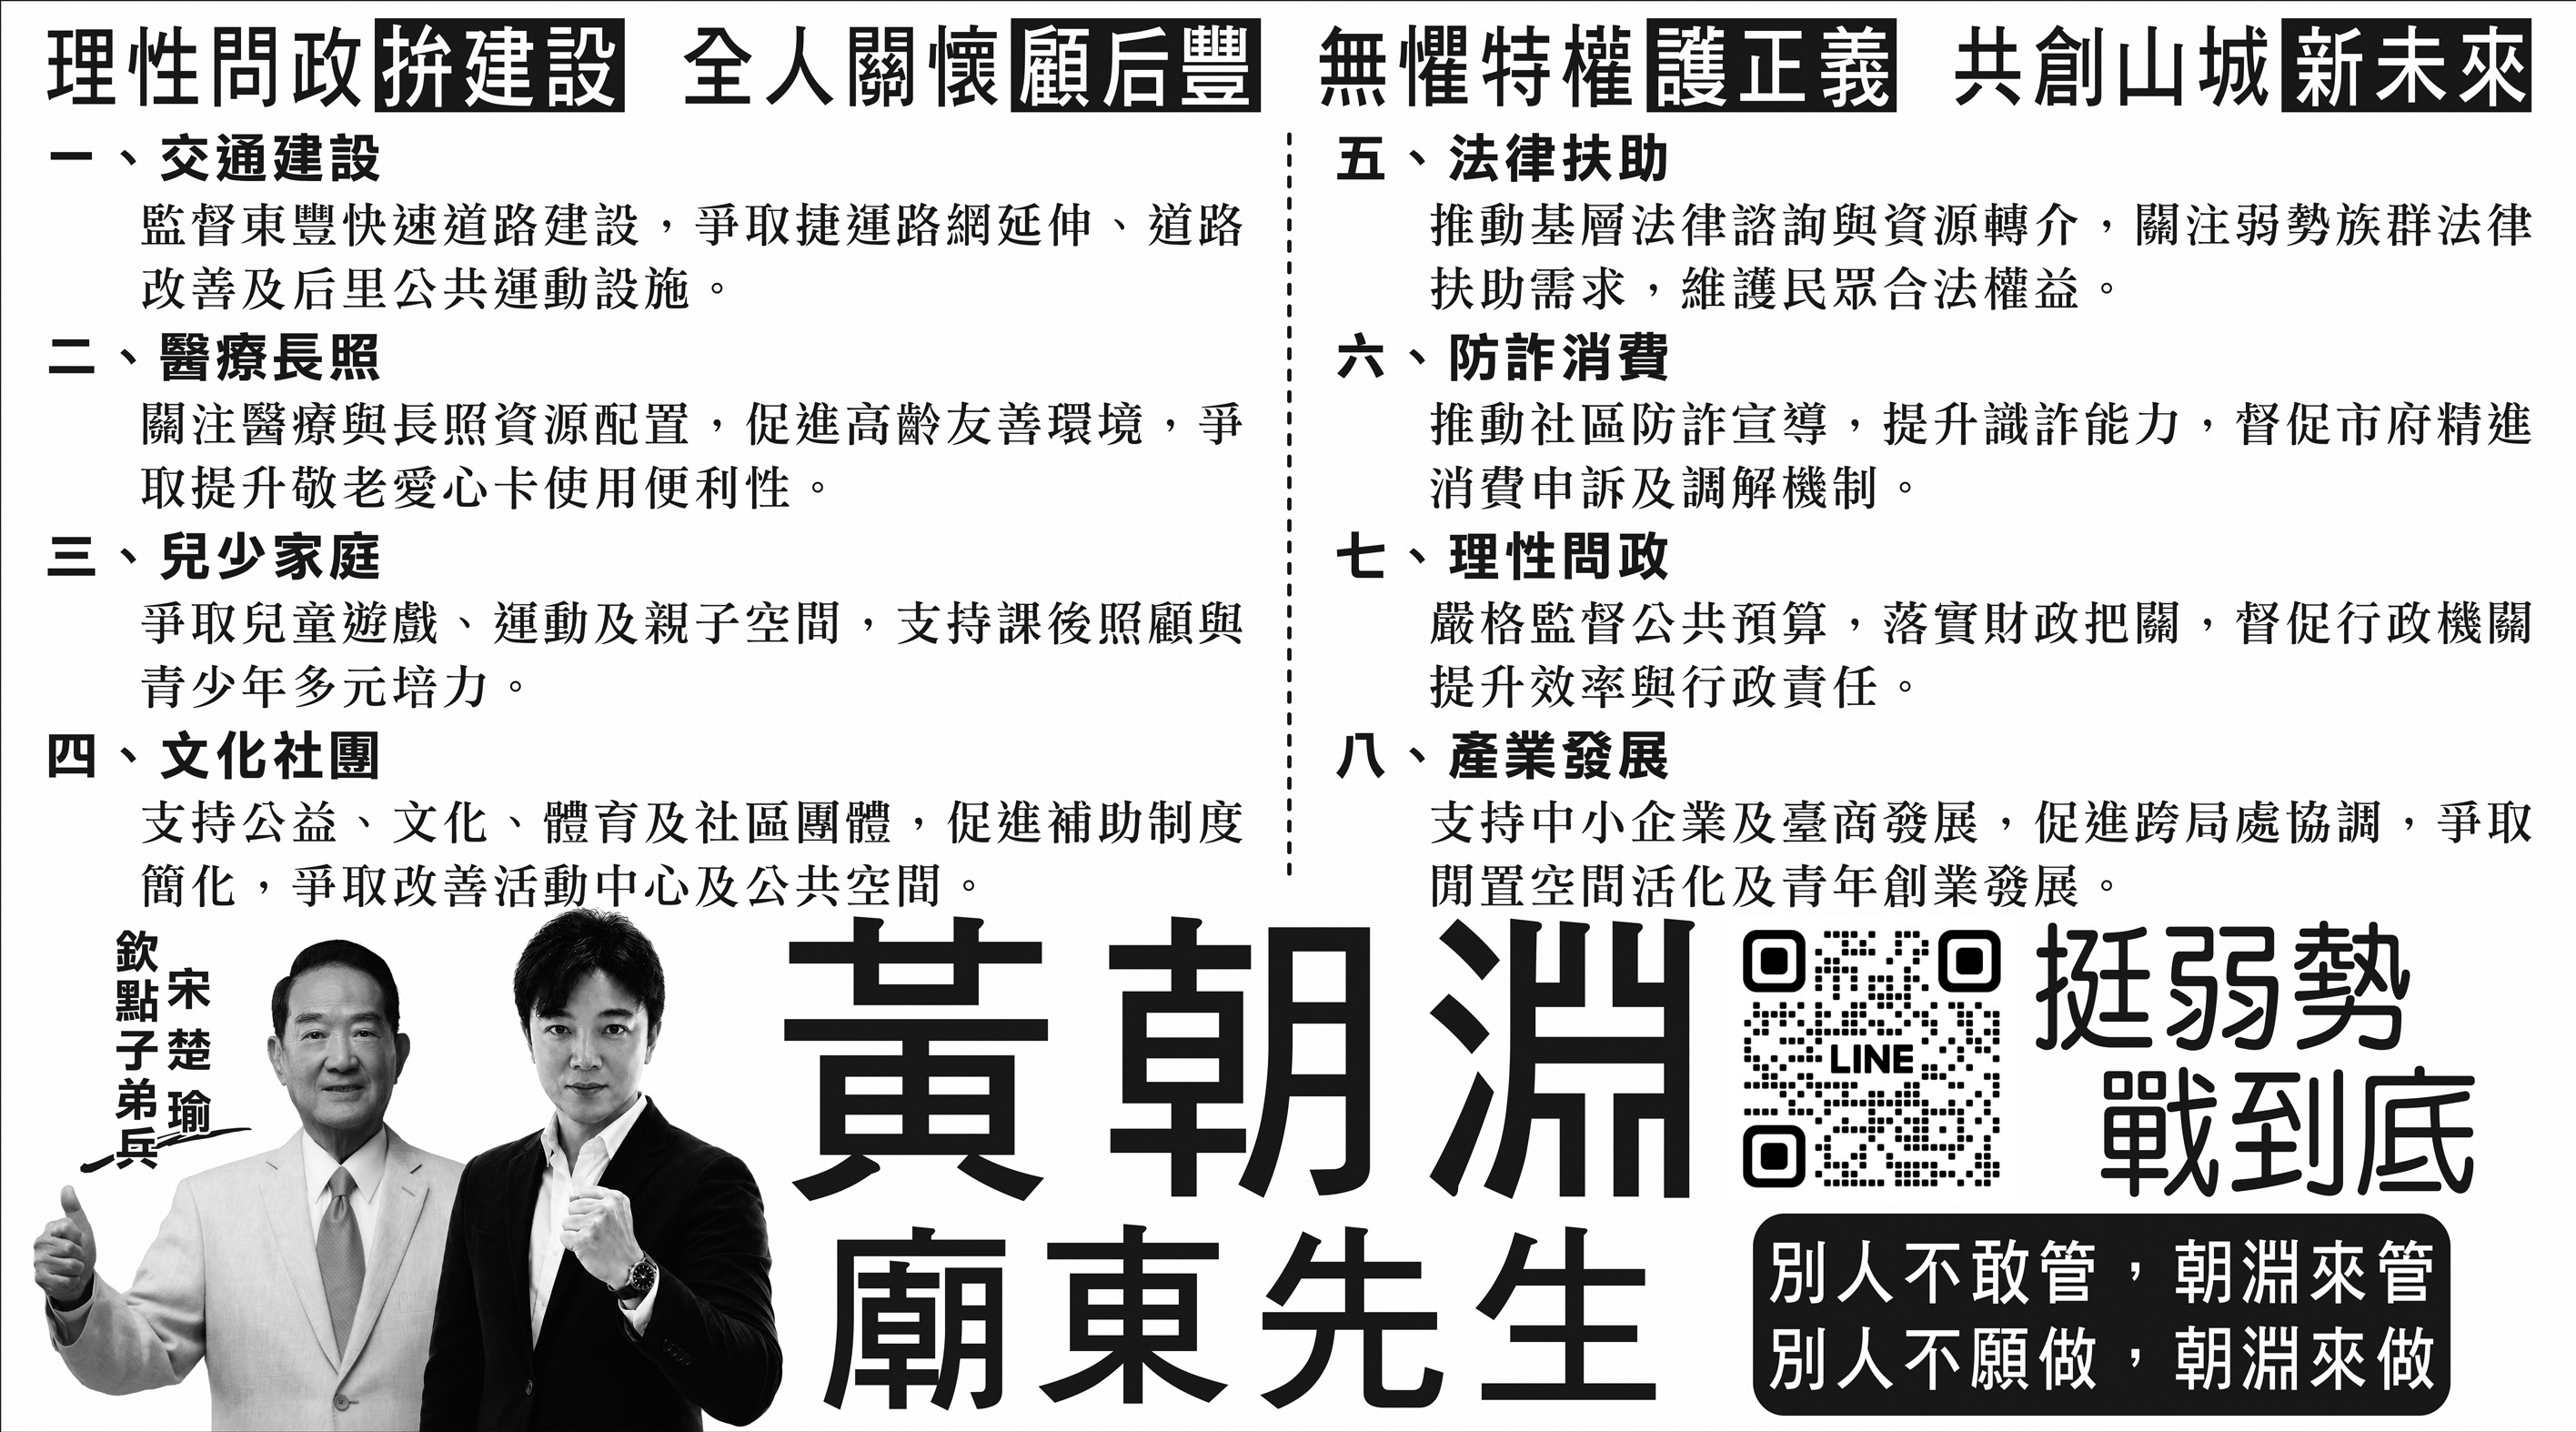 理性問政拚建設 全人關懷顧后豐 無懼特權護正義 共創山城新未來
一、交通建設
監督東豐快速道路建設，爭取捷運路網延伸、道路
改善及后里公共運動設施。
二、醫療長照
關注醫療與長照資源配置，促進高齡友善環境，爭
取提升敬老愛心卡使用便利性。
三、兒少家庭
爭取兒童遊戲、運動及親子空間，支持課後照顧與
青少年多元培力。
四、文化社團
支持公益、文化、體育及社區團體，促進補助制度
簡化，爭取改善活動中心及公共空間。
五、法律扶助
推動基層法律諮詢與資源轉介，關注弱勢族群法律
扶助需求，維護民眾合法權益。
六、防詐消費
推動社區防詐宣導，提升識詐能力，督促市府精進
消費申訴及調解機制。
七、理性問政
嚴格監督公共預算，落實財政把關，督促行政機關
提升效率與行政責任。
八、產業發展
支持中小企業及臺商發展，促進跨局處協調，爭取
閒置空間活化及青年創業發展。
宋楚瑜
欽點子弟兵
黃朝淵
廟東先生
LINE
挺弱勢
戰到底
別人不敢管，朝淵來管
別人不願做，朝淵來做